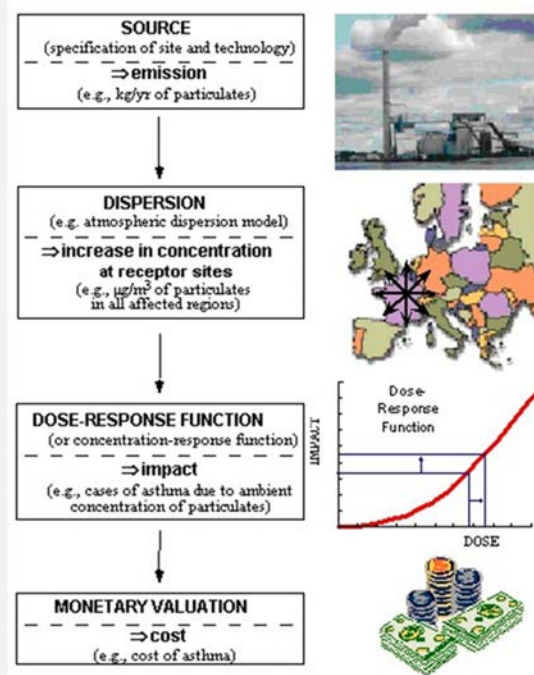 SOURCE
(specification of site and technology)
⇒emission
(e.g., kg/yr of particulates)
DISPERSION
(e.g. atmospheric dispersion model)
⇒increase in concentration
at receptor sites
(e.g., µg/m³ of particulates
in all affected regions)
DOSE-RESPONSE FUNCTION
(or concentration-response function)
⇒impact
(e.g., cases of asthma due to ambient
concentration of particulates)
Dose-
Response
Function
IMPACT
DOSE
MONETARY VALUATION
⇒cost
(e.g., cost of asthma)